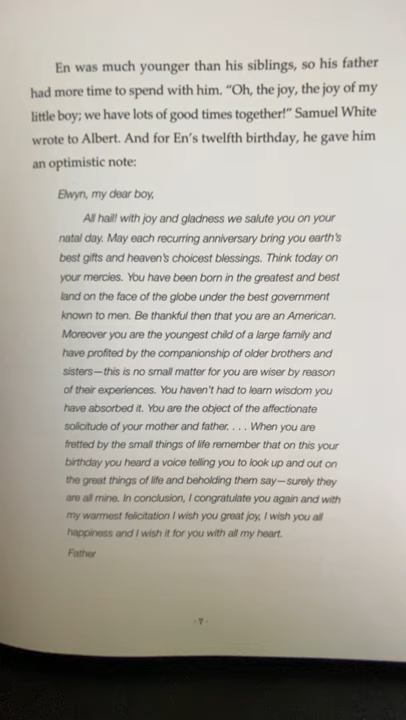 En was much younger than his siblings, so his father
had more time to spend with him. “Oh, the joy, the joy of my
little boy; we have lots of good times together!” Samuel White
wrote to Albert. And for En's twelfth birthday, he gave him
an optimistic note:
Elwyn, my dear boy,
All hail! with joy and gladness we salute you on your
natal day. May each recurring anniversary bring you earth's
best gifts and heaven's choicest blessings. Think today on
your mercies. You have been born in the greatest and best
land on the face of the globe under the best government
known to men. Be thankful then that you are an American.
Moreover you are the youngest child of a large family and
have profited by the companionship of older brothers and
sisters—this is no small matter for you are wiser by reason
of their experiences. You haven't had to learn wisdom you
have absorbed it. You are the object of the affectionate
solicitude of your mother and father. . . . When you are
fretted by the small things of life remember that on this your
birthday you heard a voice telling you to look up and out on
the great things of life and beholding them say—surely they
are all mine. In conclusion, I congratulate you again and with
my warmest felicitation I wish you great joy, I wish you all
happiness and I wish it for you with all my heart.
Father
· 7 ·